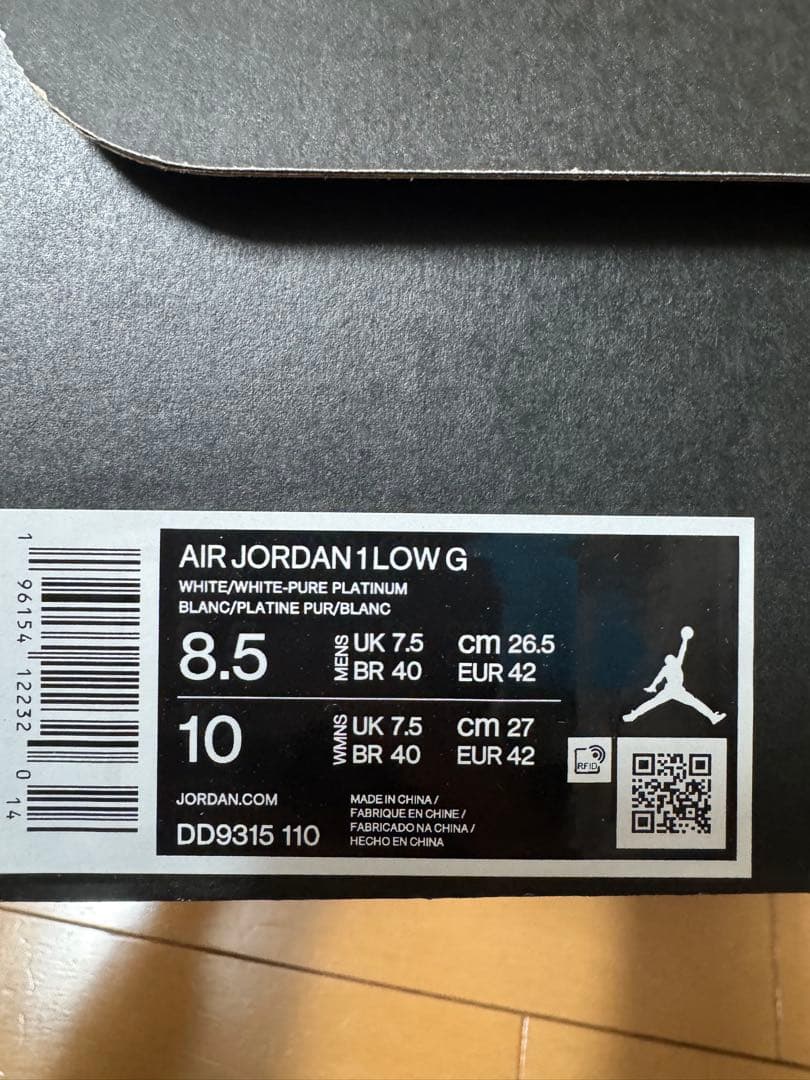 AIR JORDAN 1 LOW G
WHITE/WHITE-PURE PLATINUM
BLANC/PLATINE PUR/BLANC
8.5 MENS UK 7.5 cm 26.5
BR 40 EUR 42
10 WMNS UK 7.5 cm 27
BR 40 EUR 42
RFID
JORDAN.COM
DD9315 110
MADE IN CHINA /
FABRIQUE EN CHINE /
FABRICADO NA CHINA /
HECHO EN CHINA
1 96154 12232 0 14